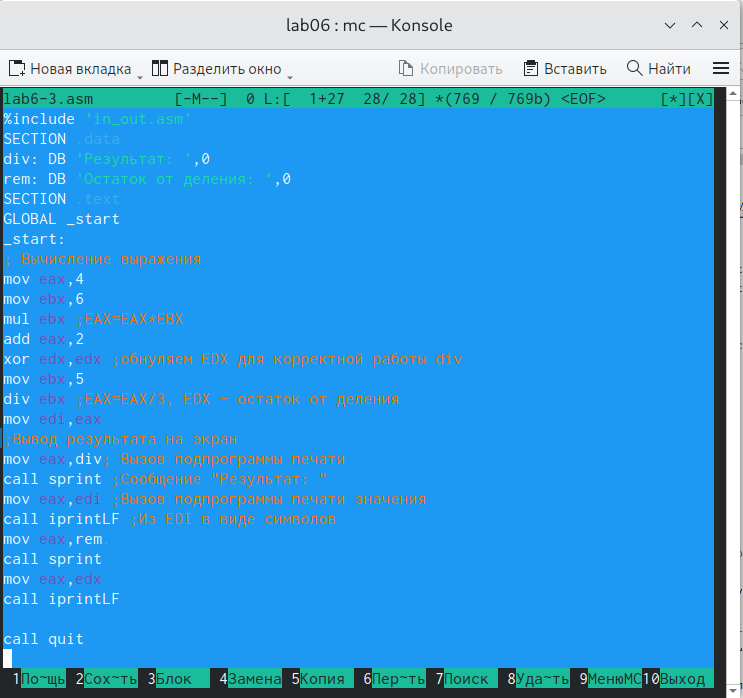 lab06 : mc — Konsole
Новая вкладка Разделить окно Копировать Вставить Найти
lab6-3.asm [-M--] 0 L:[ 1+27 28/ 28] *(769 / 769b) <EOF> [*][X]
%include 'in_out.asm'
SECTION .data
div: DB 'Результат: ',0
rem: DB 'Остаток от деления: ',0
SECTION .text
GLOBAL _start
_start:
; Вычисление выражения
mov eax,4
mov ebx,6
mul ebx ;EAX=EAX*EBX
add eax,2
xor edx,edx ;обнуляем EDX для корректной работы div
mov ebx,5
div ebx ;EAX=EAX/3, EDX - остаток от деления
mov edi,eax
;Вывод результата на экран
mov eax,div; Вызов подпрограммы печати
call sprint ;Сообщение "Результат: "
mov eax,edi ;Вызов подпрограммы печати значения
call iprintLF ;Из EDI в виде символов
mov eax,rem
call sprint
mov eax,edx
call iprintLF
call quit
1По~щь 2Сох~ть 3Блок 4Замена 5Копия 6Пер~ть 7Поиск 8Уда~ть 9МенюMC 10Выход